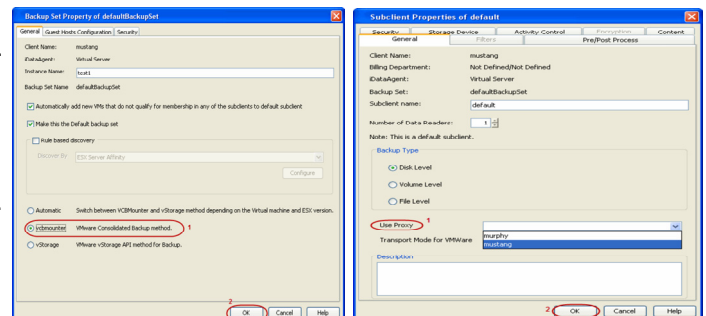 Backup Set Property of defaultBackupSet
General Guest Hosts Configuration Security
Client Name: mustang
iDataAgent: Virtual Server
Instance Name: test1
Backup Set Name defaultBackupSet
Automatically add new VMs that do not qualify for membership in any of the subclients to default subclient
Make this the Default backup set
Rule based discovery
Discover By ESX Server Affinity
Configure
Automatic Switch between VCBMounter and vStorage method depending on the Virtual machine and ESX version.
vcbmounter VMware Consolidated Backup method. 1
vStorage VMware vStorage API method for Backup.
2
OK Cancel Help
Subclient Properties of default
Security Storage Device Activity Control Encryption Content
General Filters Pre/Post Process
Client Name: mustang
Billing Department: Not Defined/Not Defined
iDataAgent: Virtual Server
Backup Set: defaultBackupSet
Subclient name: default
Number of Data Readers: 1
Note: This is a default subclient.
Backup Type
Disk Level
Volume Level
File Level
Use Proxy 1
murphy
Transport Mode for VMWare mustang
Description
2 OK Cancel Help